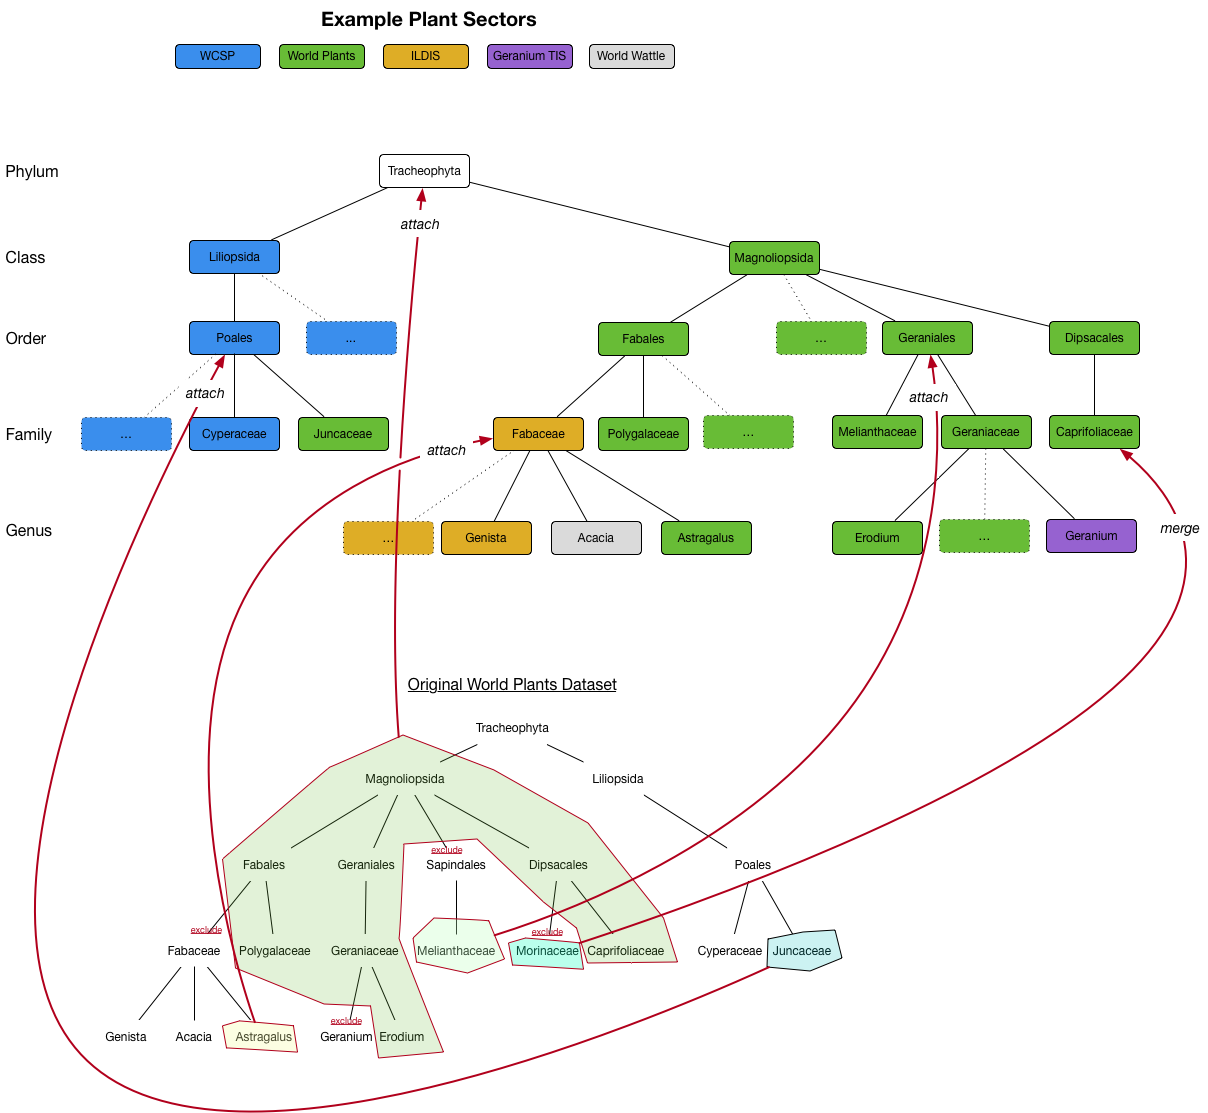 Example Plant Sectors
WCSP World Plants ILDIS Geranium TIS World Wattle
Phylum Tracheophyta
attach
Class Liliopsida Magnoliopsida
Order Poales ... Fabales ... Geraniales Dipsacales
attach attach
Family ... Cyperaceae Juncaceae Fabaceae Polygalaceae ... Melianthaceae Geraniaceae Caprifoliaceae
attach
Genus ... Genista Acacia Astragalus Erodium ... Geranium
merge
Original World Plants Dataset
Tracheophyta
Magnoliopsida Liliopsida
exclude
Fabales Geraniales Sapindales Dipsacales Poales
exclude exclude
Fabaceae Polygalaceae Geraniaceae Melianthaceae Morinaceae Caprifoliaceae Cyperaceae Juncaceae
exclude
Genista Acacia Astragalus Geranium Erodium